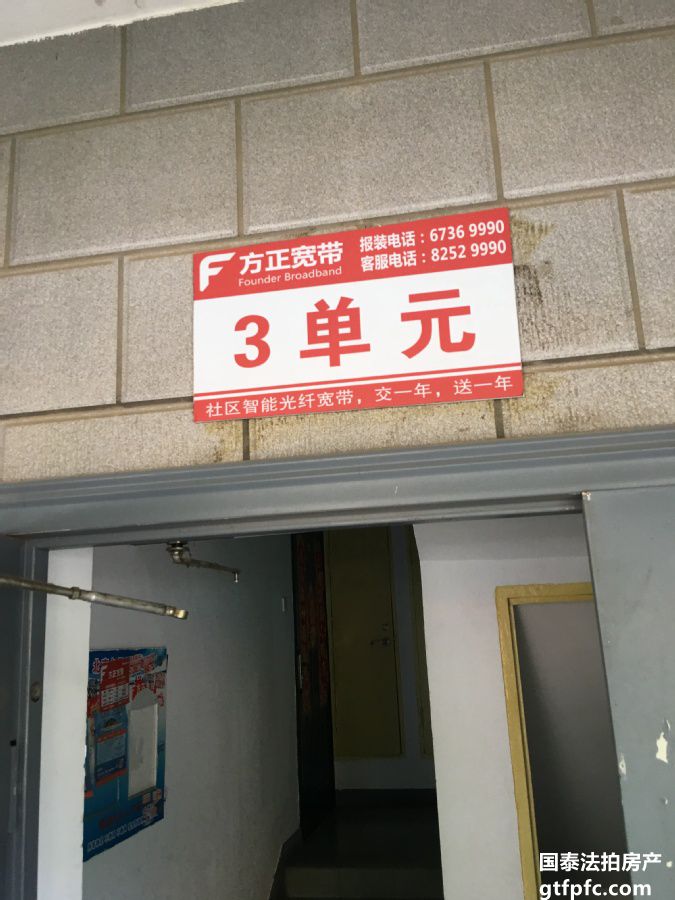 方正宽带
Founder Broadband
报装电话：6736 9990
客服电话：8252 9990
3单元
社区智能光纤宽带，交一年，送一年
国泰法拍房产
gtfpfc.com